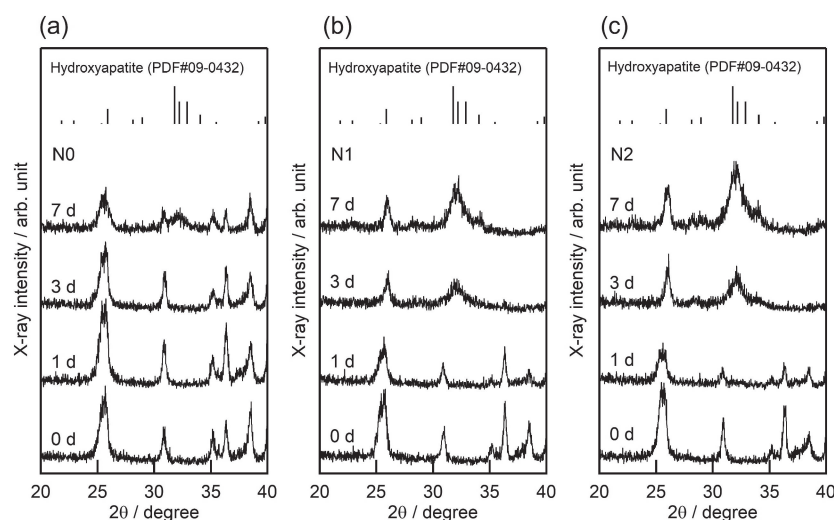 (a)
Hydroxyapatite (PDF#09-0432)
N0
7 d
3 d
1 d
0 d
X-ray intensity / arb. unit
20 25 30 35 40
2θ / degree
(b)
Hydroxyapatite (PDF#09-0432)
N1
7 d
3 d
1 d
0 d
X-ray intensity / arb. unit
20 25 30 35 40
2θ / degree
(c)
Hydroxyapatite (PDF#09-0432)
N2
7 d
3 d
1 d
0 d
X-ray intensity / arb. unit
20 25 30 35 40
2θ / degree